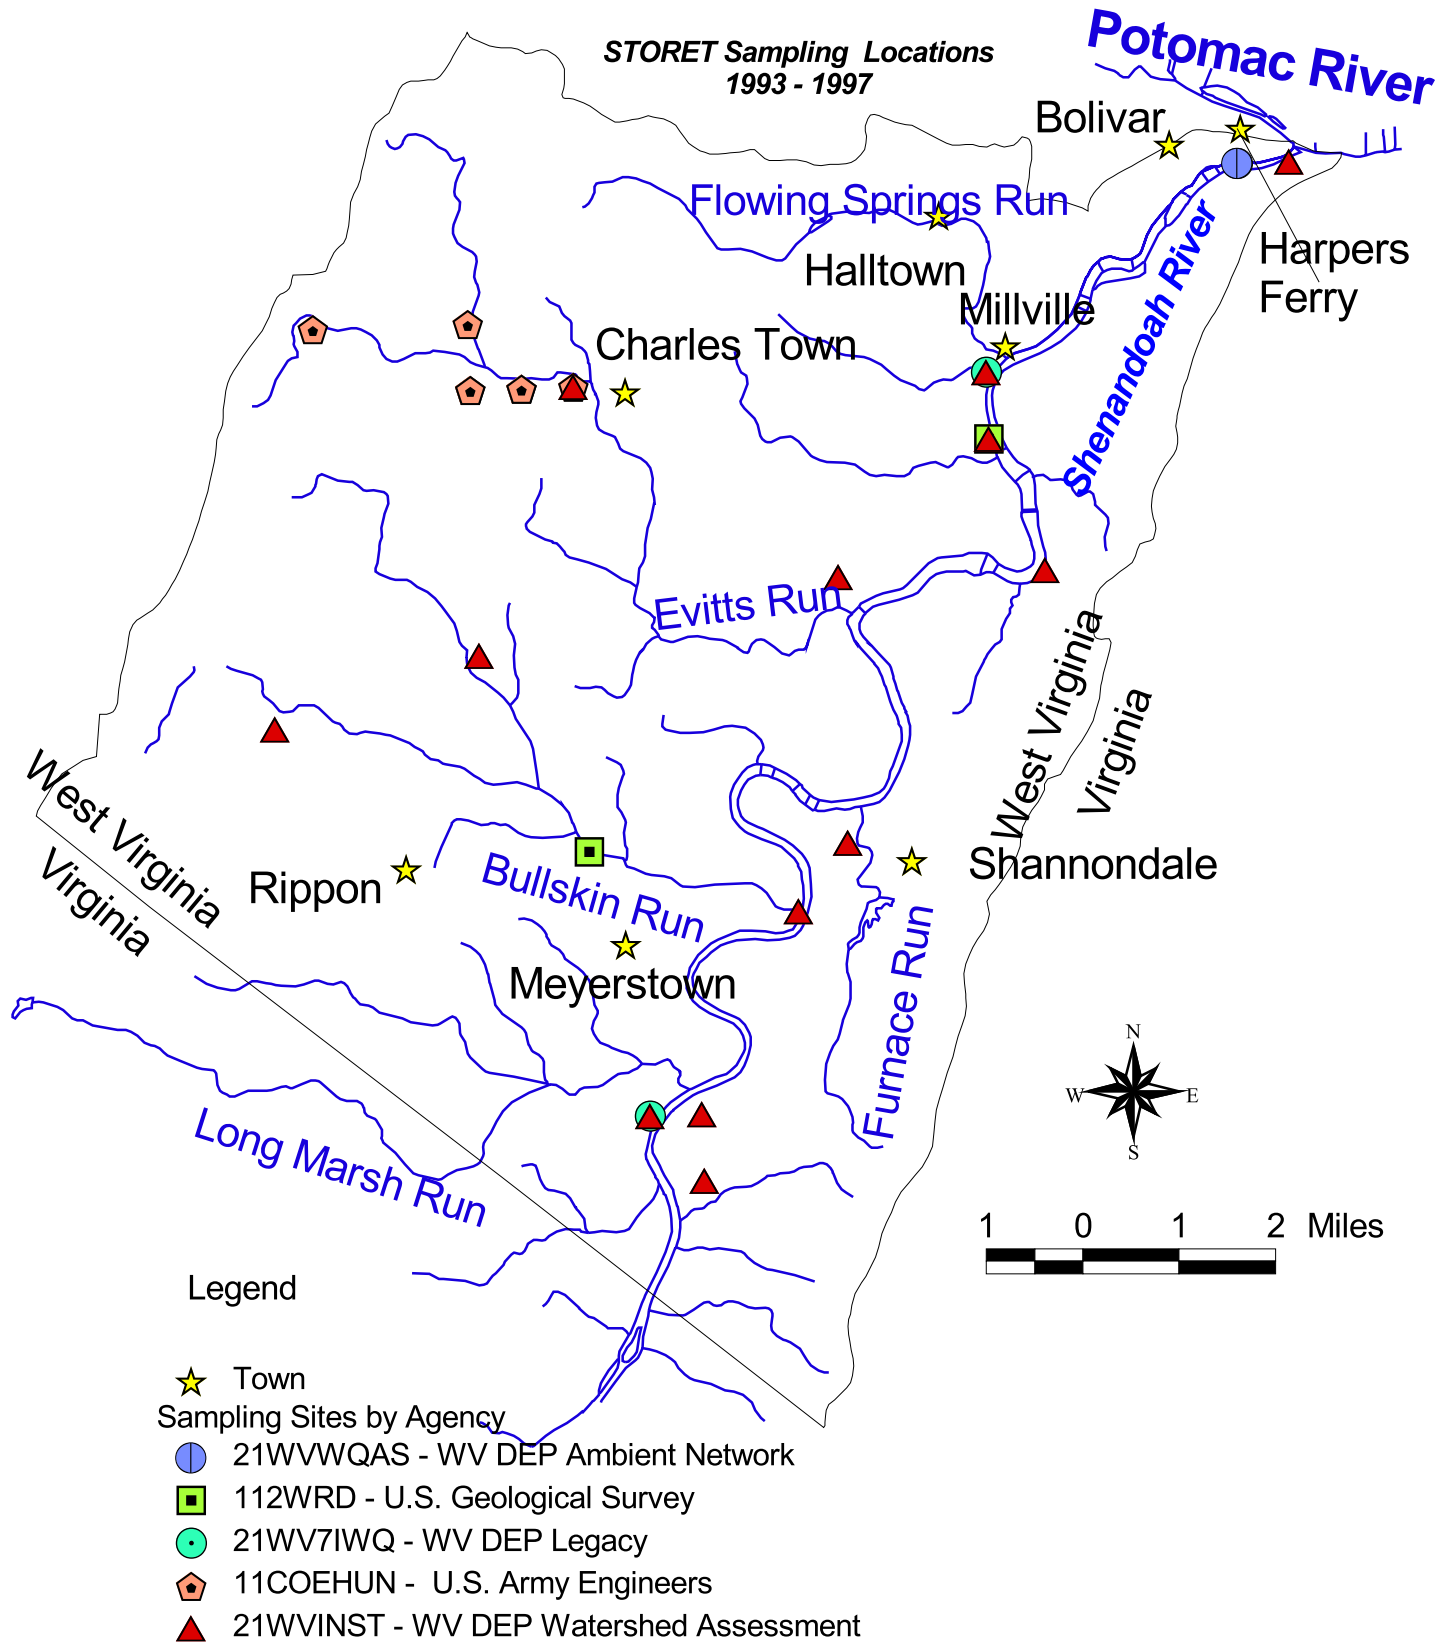 Potomac River
STORET Sampling Locations
1993 - 1997
Bolivar
Flowing Springs Run
Harpers
Ferry
Halltown
Millville
Charles Town
Shenandoah River
Evitts Run
West Virginia
Virginia
West Virginia
Virginia
Shannondale
Rippon
Bullskin Run
Meyerstown
Furnace Run
N
W
E
S
Long Marsh Run
1 0 1 2 Miles
Legend
Town
Sampling Sites by Agency
21WVWQAS - WV DEP Ambient Network
112WRD - U.S. Geological Survey
21WV7IWQ - WV DEP Legacy
11COEHUN - U.S. Army Engineers
21WVINST - WV DEP Watershed Assessment